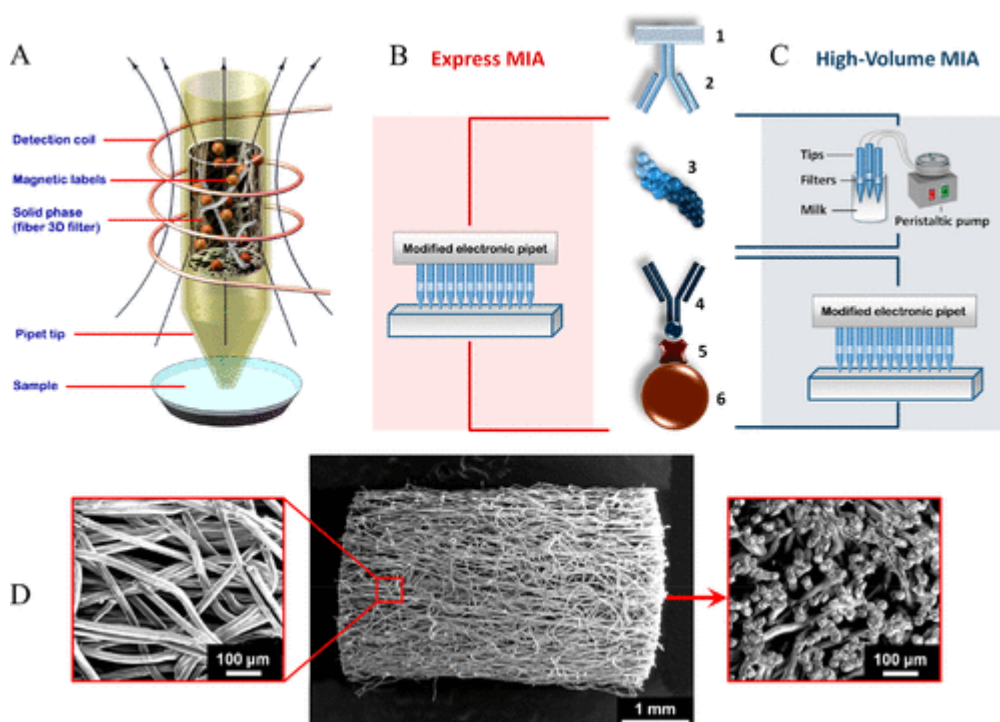 A
Detection coil
Magnetic labels
Solid phase
(fiber 3D filter)
Pipet tip
Sample
B
Express MIA
Modified electronic pipet
1
2
3
4
5
6
C
High-Volume MIA
Tips
Filters
Milk
Peristaltic pump
Modified electronic pipet
D
100 µm
1 mm
100 µm